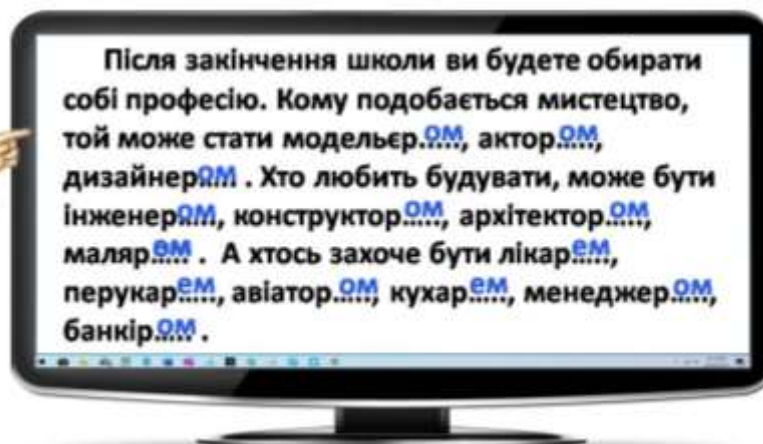 Після закінчення школи ви будете обирати
собі професію. Кому подобається мистецтво,
той може стати модельєр..ом.., актор..ом..,
дизайнер..ом.. . Хто любить будувати, може бути
інженер..ом.., конструктор..ом.., архітектор..ом..,
маляр..ом.. . А хтось захоче бути лікар..ем..,
перукар..ем.., авіатор..ом.., кухар..ем.., менеджер..ом..,
банкір..ом.. .